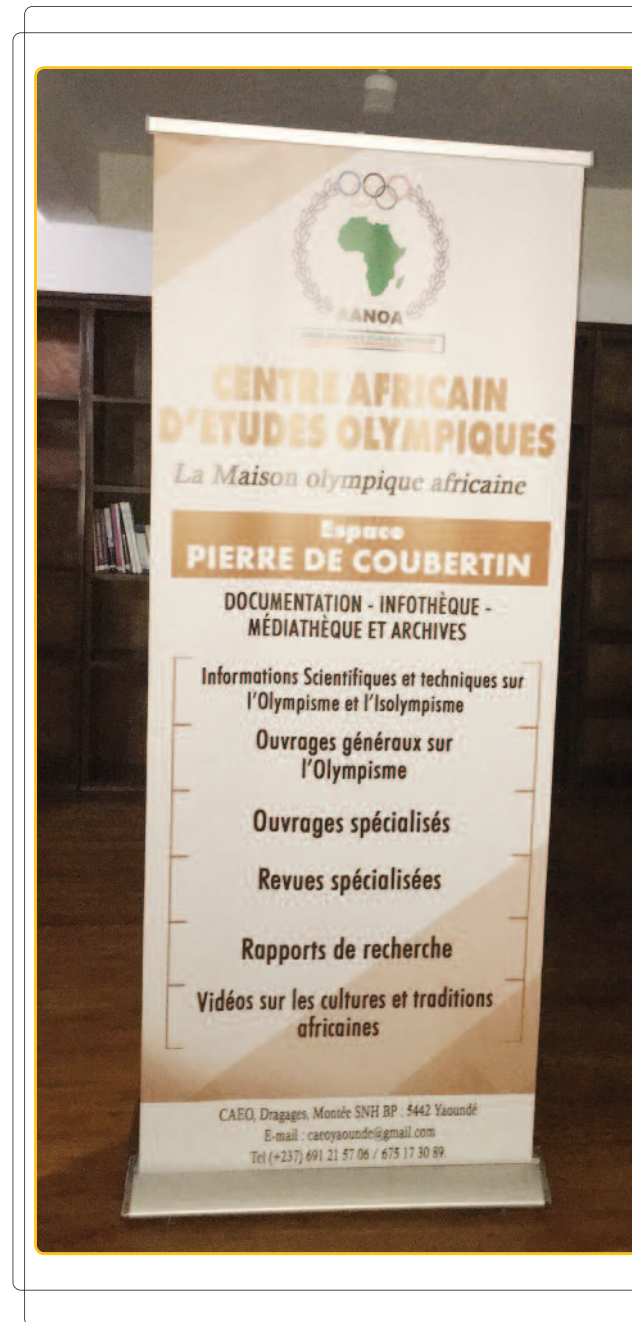 AANOA
CENTRE AFRICAIN
D'ETUDES OLYMPIQUES
La Maison olympique africaine
Espace
PIERRE DE COUBERTIN
DOCUMENTATION - INFOTHÈQUE -
MÉDIATHÈQUE ET ARCHIVES
Informations Scientifiques et techniques sur
l'Olympisme et l'Isolympisme
Ouvrages généraux sur
l'Olympisme
Ouvrages spécialisés
Revues spécialisées
Rapports de recherche
Vidéos sur les cultures et traditions
africaines
CAEO, Dragages, Montée SNH BP : 5442 Yaoundé
E-mail : caeoyaounde@gmail.com
Tel (+237) 691 21 57 06 / 675 17 30 89